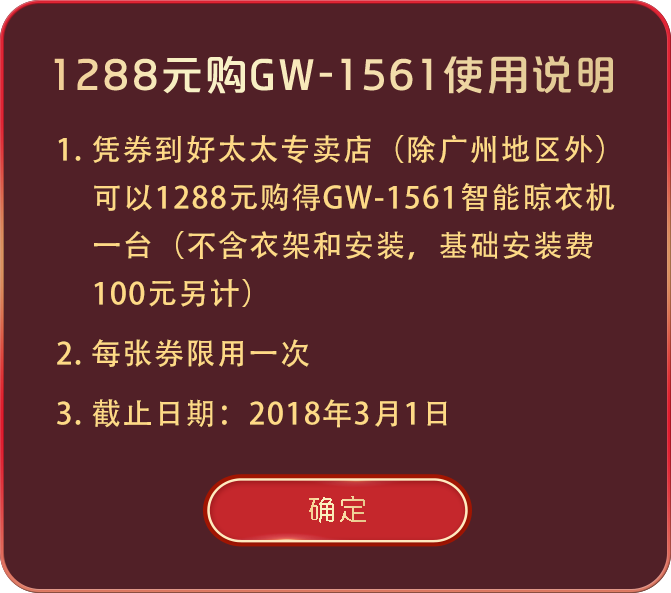 1288元购GW-1561使用说明
1. 凭券到好太太专卖店（除广州地区外）
可以1288元购得GW-1561智能晾衣机
一台（不含衣架和安装，基础安装费
100元另计）
2. 每张券限用一次
3. 截止日期：2018年3月1日
确定